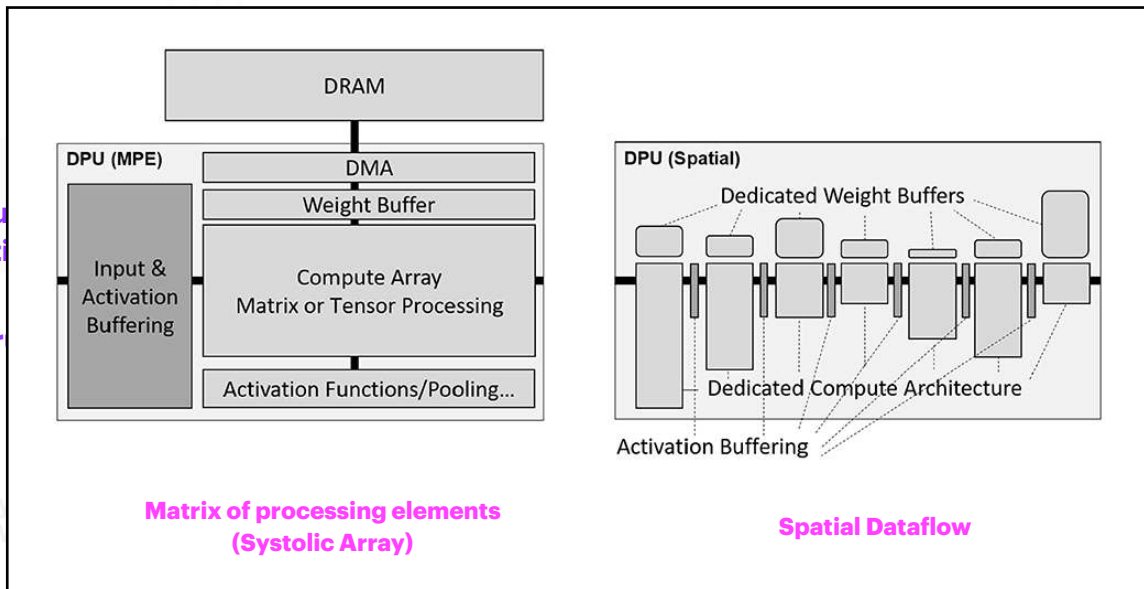 DRAM
DPU (MPE)
DMA
Weight Buffer
Input &
Activation
Buffering
Compute Array
Matrix or Tensor Processing
Activation Functions/Pooling...
Matrix of processing elements
(Systolic Array)
DPU (Spatial)
Dedicated Weight Buffers
Dedicated Compute Architecture
Activation Buffering
Spatial Dataflow